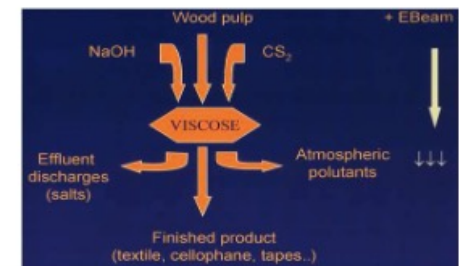 Wood pulp
+ EBeam
NaOH
CS₂
VISCOSE
Effluent
discharges
(salts)
Atmospheric
polutants
↓↓↓
Finished product
(textile, cellophane, tapes..)